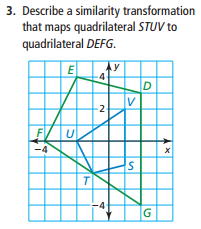 3. Describe a similarity transformation
that maps quadrilateral STUV to
quadrilateral DEFG.
E
4
y
D
2
V
F
U
-4
x
S
T
-4
G